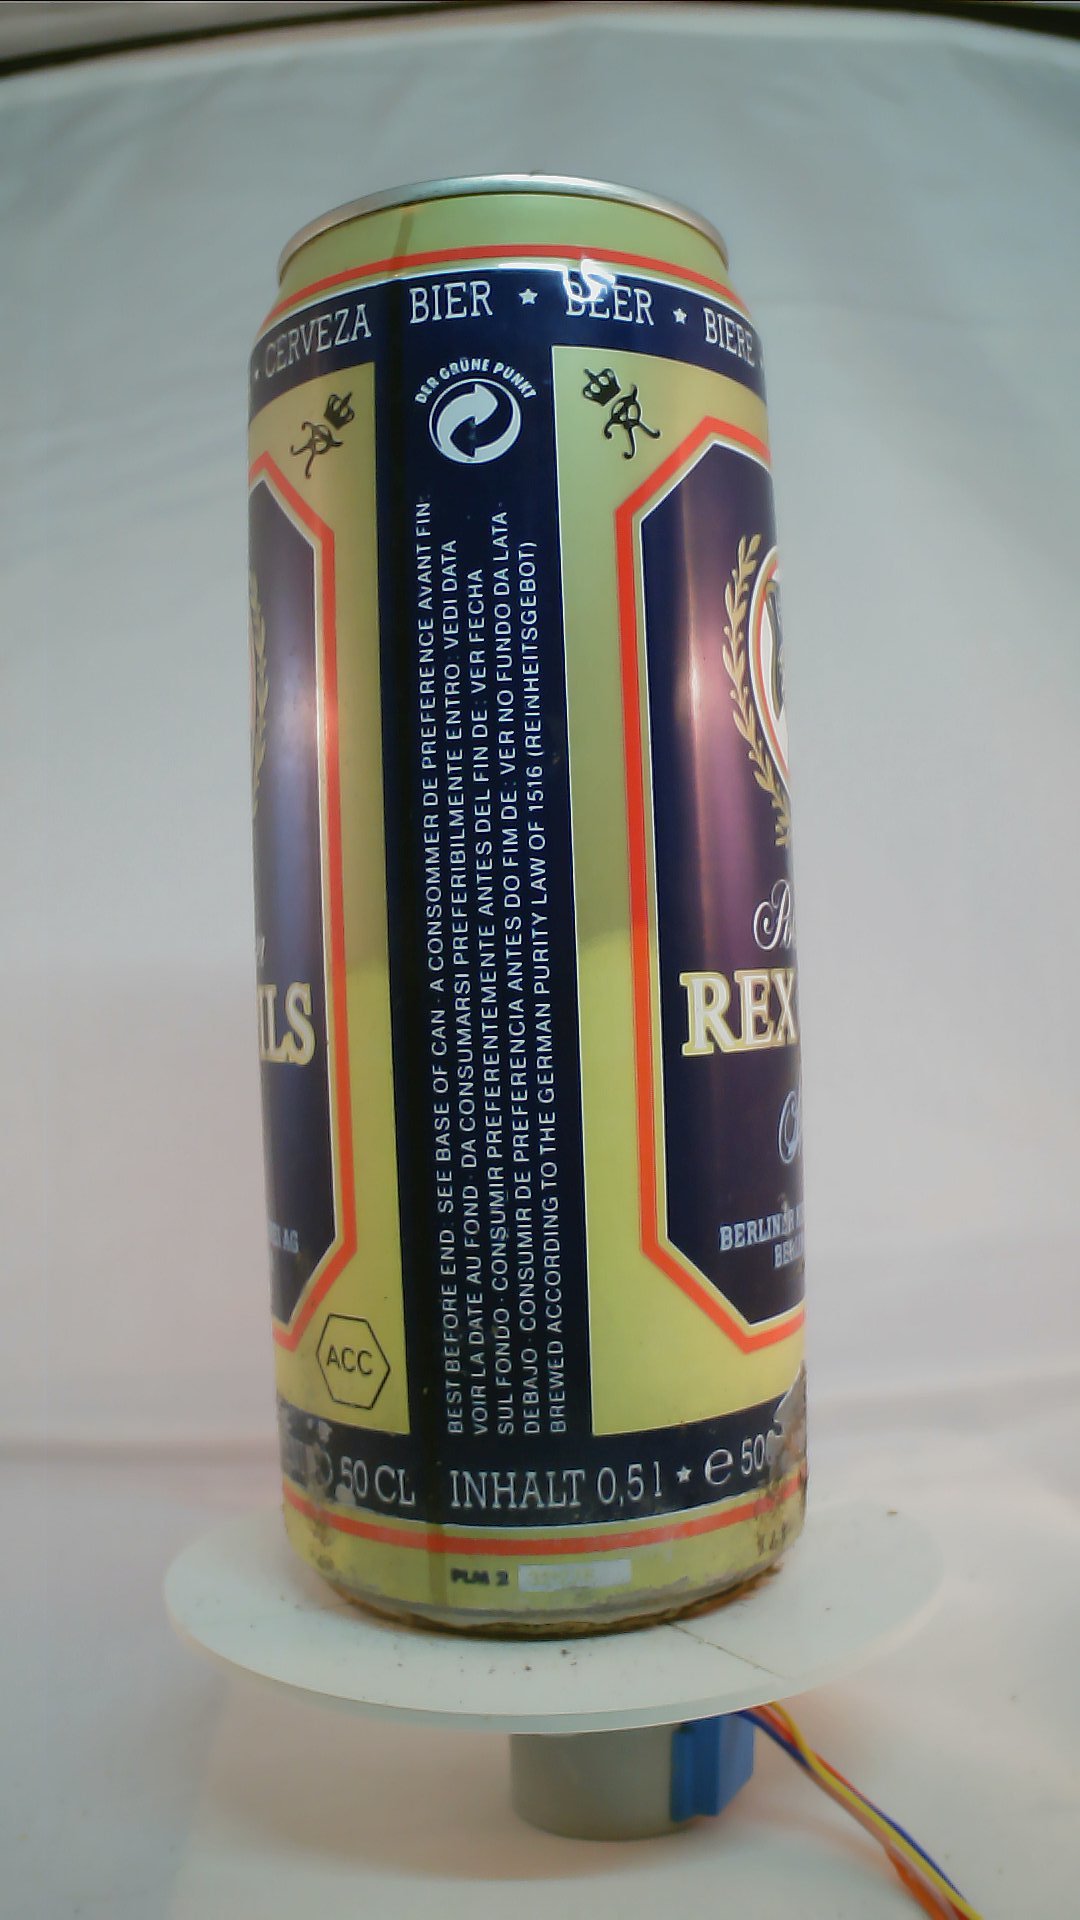 CERVEZA BIER ★ BEER ★ BIERE
DER GRÜNE PUNKT
BEST BEFORE END: SEE BASE OF CAN · A CONSOMMER DE PREFERENCE AVANT FIN:
VOIR LA DATE AU FOND · DA CONSUMARSI PREFERIBILMENTE ENTRO: VEDI DATA
SUL FONDO · CONSUMIR PREFERENTEMENTE ANTES DEL FIN DE: VER FECHA
DEBAJO · CONSUMIR DE PREFERENCIA ANTES DO FIM DE: VER NO FUNDO DA LATA ·
BREWED ACCORDING TO THE GERMAN PURITY LAW OF 1516 (REINHEITSGEBOT)
ILS
AG
ACC
REX
BERLINER
50 CL INHALT 0,5 l ★ e 50
PLM 2